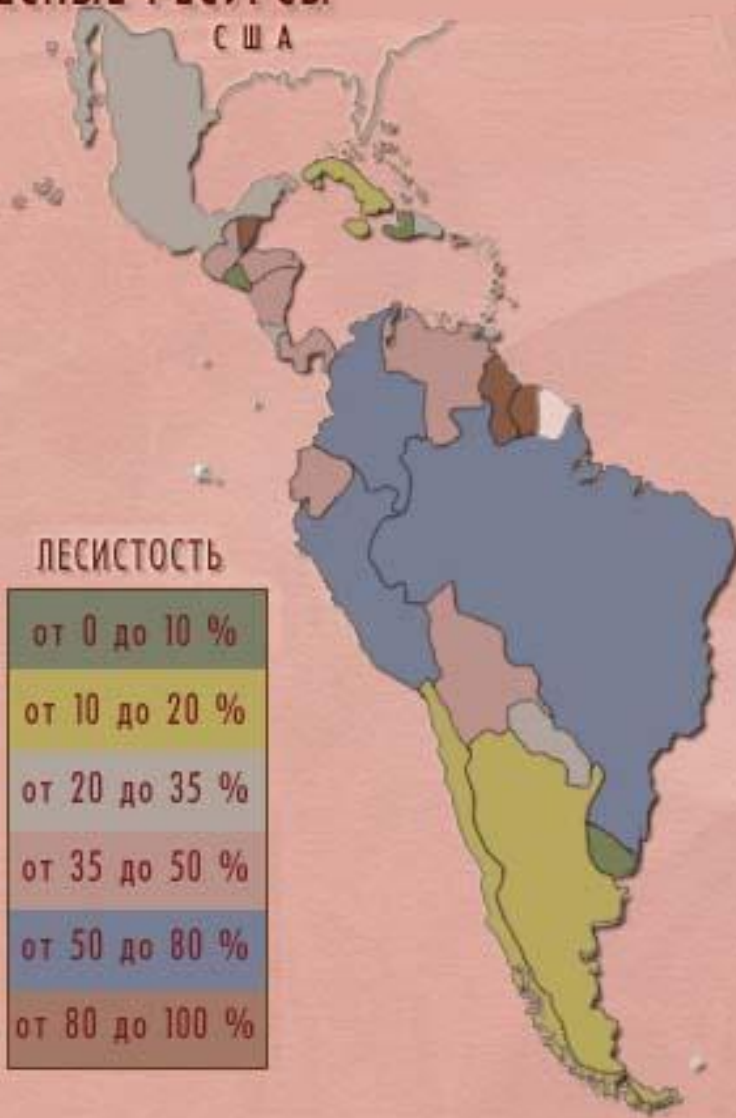 США
ЛЕСИСТОСТЬ
от 0 до 10 %
от 10 до 20 %
от 20 до 35 %
от 35 до 50 %
от 50 до 80 %
от 80 до 100 %